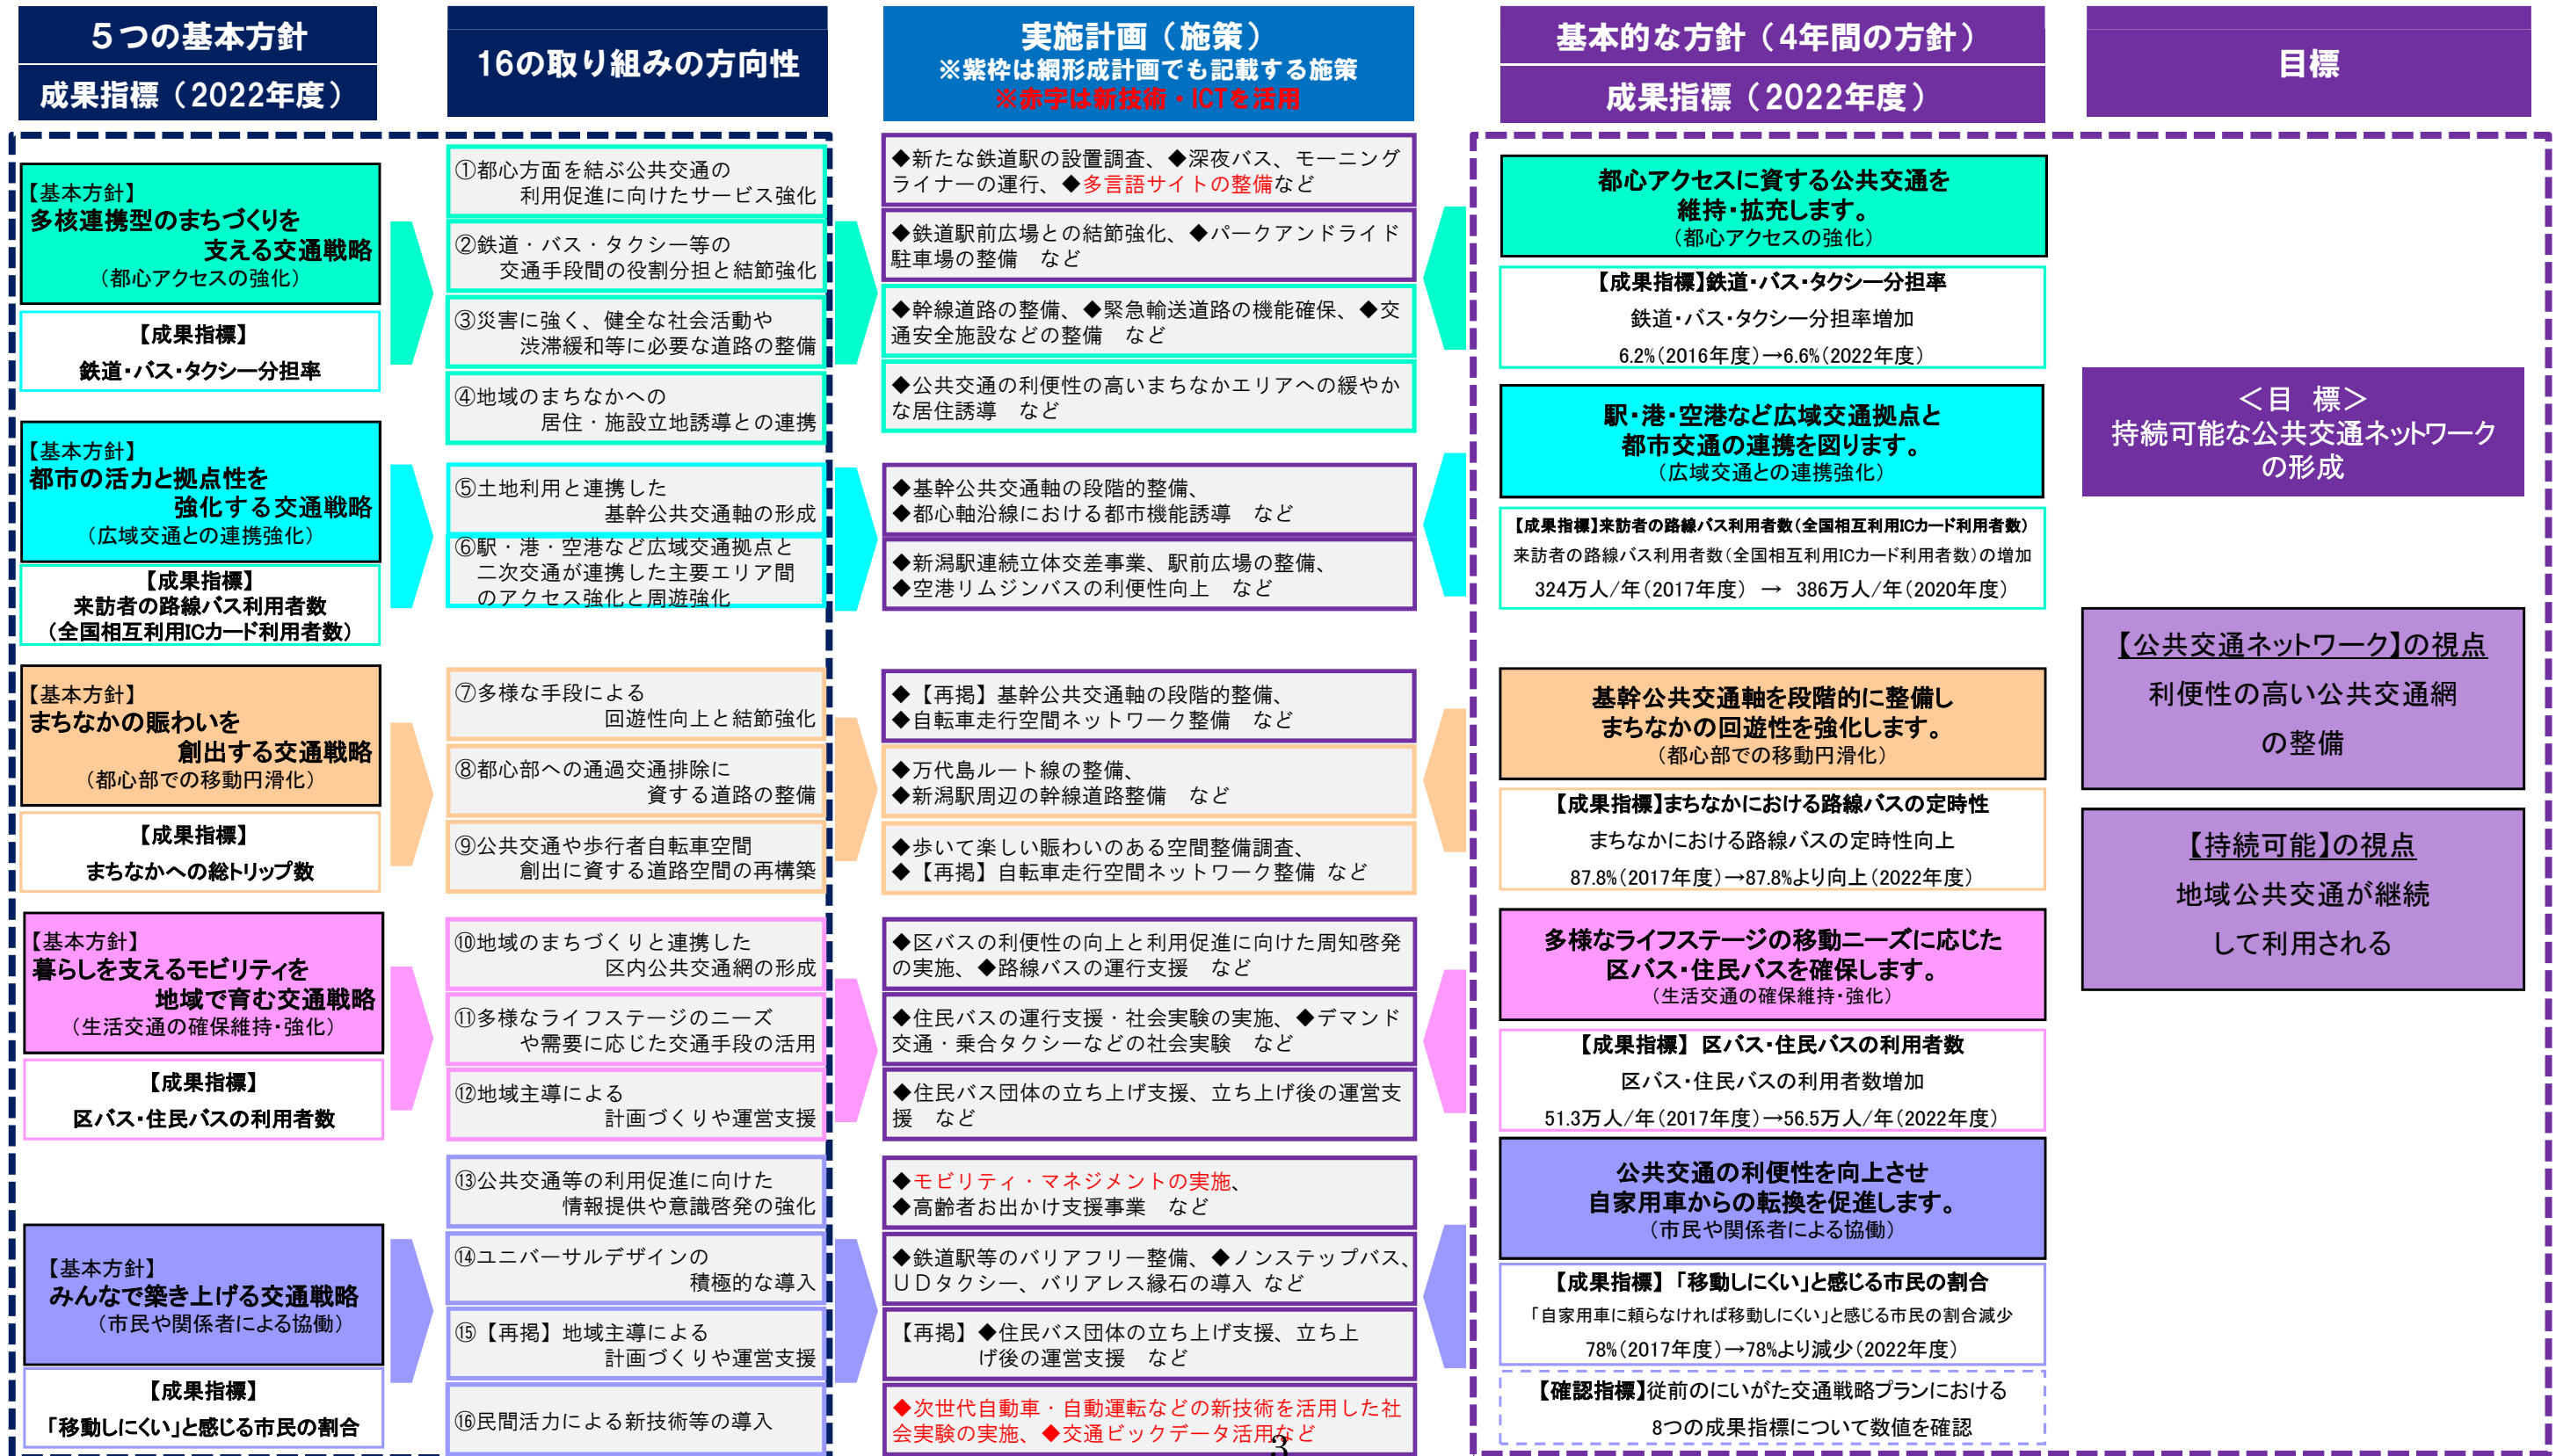 5つの基本方針
成果指標（2022年度）
16の取り組みの方向性
実施計画（施策）
※紫枠は網形成計画でも記載する施策
※赤字は新技術・ICTを活用
基本的な方針（4年間の方針）
成果指標（2022年度）
目標
【基本方針】
多核連携型のまちづくりを
支える交通戦略
（都心アクセスの強化）
【成果指標】
鉄道・バス・タクシー分担率
【基本方針】
都市の活力と拠点性を
強化する交通戦略
（広域交通との連携強化）
【成果指標】
来訪者の路線バス利用者数
（全国相互利用ICカード利用者数）
【基本方針】
まちなかの賑わいを
創出する交通戦略
（都心部での移動円滑化）
【成果指標】
まちなかへの総トリップ数
【基本方針】
暮らしを支えるモビリティを
地域で育む交通戦略
（生活交通の確保維持・強化）
【成果指標】
区バス・住民バスの利用者数
【基本方針】
みんなで築き上げる交通戦略
（市民や関係者による協働）
【成果指標】
「移動しにくい」と感じる市民の割合
①都心方面を結ぶ公共交通の
利用促進に向けたサービス強化
②鉄道・バス・タクシー等の
交通手段間の役割分担と結節強化
③災害に強く、健全な社会活動や
渋滞緩和等に必要な道路の整備
④地域のまちなかへの
居住・施設立地誘導との連携
⑤土地利用と連携した
基幹公共交通軸の形成
⑥駅・港・空港など広域交通拠点と
二次交通が連携した主要エリア間
のアクセス強化と周遊強化
⑦多様な手段による
回遊性向上と結節強化
⑧都心部への通過交通排除に
資する道路の整備
⑨公共交通や歩行者自転車空間
創出に資する道路空間の再構築
⑩地域のまちづくりと連携した
区内公共交通網の形成
⑪多様なライフステージのニーズ
や需要に応じた交通手段の活用
⑫地域主導による
計画づくりや運営支援
⑬公共交通等の利用促進に向けた
情報提供や意識啓発の強化
⑭ユニバーサルデザインの
積極的な導入
⑮【再掲】地域主導による
計画づくりや運営支援
⑯民間活力による新技術等の導入
◆新たな鉄道駅の設置調査、◆深夜バス、モーニング
ライナーの運行、◆多言語サイトの整備など
◆鉄道駅前広場との結節強化、◆パークアンドライド
駐車場の整備　など
◆幹線道路の整備、◆緊急輸送道路の機能確保、◆交
通安全施設などの整備　など
◆公共交通の利便性の高いまちなかエリアへの緩やか
な居住誘導　など
◆基幹公共交通軸の段階的整備、
◆都心軸沿線における都市機能誘導　など
◆新潟駅連続立体交差事業、駅前広場の整備、
◆空港リムジンバスの利便性向上　など
◆【再掲】基幹公共交通軸の段階的整備、
◆自転車走行空間ネットワーク整備　など
◆万代島ルート線の整備、
◆新潟駅周辺の幹線道路整備　など
◆歩いて楽しい賑わいのある空間整備調査、
◆【再掲】自転車走行空間ネットワーク整備 など
◆区バスの利便性の向上と利用促進に向けた周知啓発
の実施、◆路線バスの運行支援　など
◆住民バスの運行支援・社会実験の実施、◆デマンド
交通・乗合タクシーなどの社会実験　など
◆住民バス団体の立ち上げ支援、立ち上げ後の運営支
援　など
◆モビリティ・マネジメントの実施、
◆高齢者お出かけ支援事業　など
◆鉄道駅等のバリアフリー整備、◆ノンステップバス、
ＵＤタクシー、バリアレス縁石の導入 など
【再掲】◆住民バス団体の立ち上げ支援、立ち上
げ後の運営支援　など
◆次世代自動車・自動運転などの新技術を活用した社
会実験の実施、◆交通ビックデータ活用など
3
都心アクセスに資する公共交通を
維持・拡充します。
（都心アクセスの強化）
【成果指標】鉄道・バス・タクシー分担率
鉄道・バス・タクシー分担率増加
6.2%（2016年度）→6.6%（2022年度）
駅・港・空港など広域交通拠点と
都市交通の連携を図ります。
（広域交通との連携強化）
【成果指標】来訪者の路線バス利用者数（全国相互利用ICカード利用者数）
来訪者の路線バス利用者数（全国相互利用ICカード利用者数）の増加
324万人/年（2017年度） → 386万人/年（2020年度）
基幹公共交通軸を段階的に整備し
まちなかの回遊性を強化します。
（都心部での移動円滑化）
【成果指標】まちなかにおける路線バスの定時性
まちなかにおける路線バスの定時性向上
87.8%（2017年度）→87.8%より向上（2022年度）
多様なライフステージの移動ニーズに応じた
区バス・住民バスを確保します。
（生活交通の確保維持・強化）
【成果指標】 区バス・住民バスの利用者数
区バス・住民バスの利用者数増加
51.3万人/年（2017年度）→56.5万人/年（2022年度）
公共交通の利便性を向上させ
自家用車からの転換を促進します。
（市民や関係者による協働）
【成果指標】 「移動しにくい」と感じる市民の割合
「自家用車に頼らなければ移動しにくい」と感じる市民の割合減少
78%（2017年度）→78%より減少（2022年度）
【確認指標】従前のにいがた交通戦略プランにおける
8つの成果指標について数値を確認
＜目　標＞
持続可能な公共交通ネットワーク
の形成
【公共交通ネットワーク】の視点
利便性の高い公共交通網
の整備
【持続可能】の視点
地域公共交通が継続
して利用される